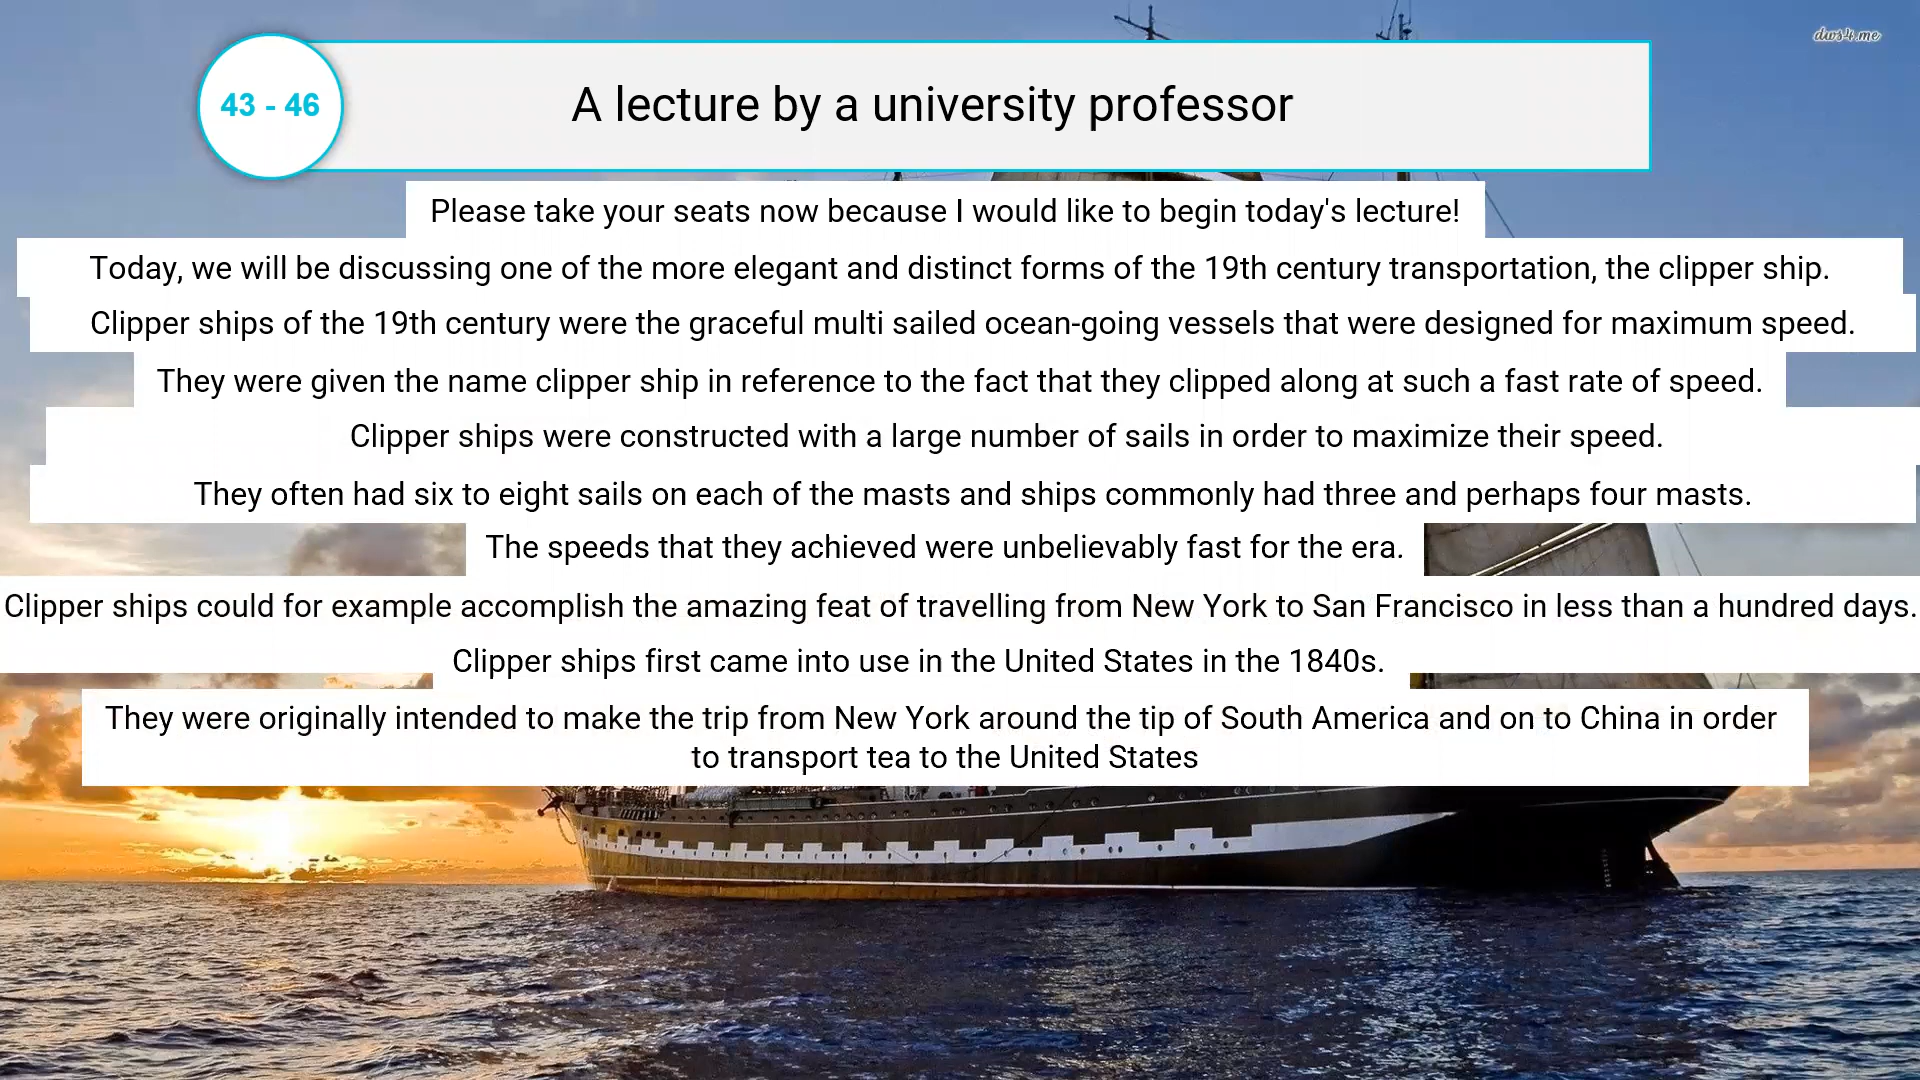 dws4.me
43 - 46
A lecture by a university professor
Please take your seats now because I would like to begin today's lecture!
Today, we will be discussing one of the more elegant and distinct forms of the 19th century transportation, the clipper ship.
Clipper ships of the 19th century were the graceful multi sailed ocean-going vessels that were designed for maximum speed.
They were given the name clipper ship in reference to the fact that they clipped along at such a fast rate of speed.
Clipper ships were constructed with a large number of sails in order to maximize their speed.
They often had six to eight sails on each of the masts and ships commonly had three and perhaps four masts.
The speeds that they achieved were unbelievably fast for the era.
Clipper ships could for example accomplish the amazing feat of travelling from New York to San Francisco in less than a hundred days.
Clipper ships first came into use in the United States in the 1840s.
They were originally intended to make the trip from New York around the tip of South America and on to China in order
to transport tea to the United States